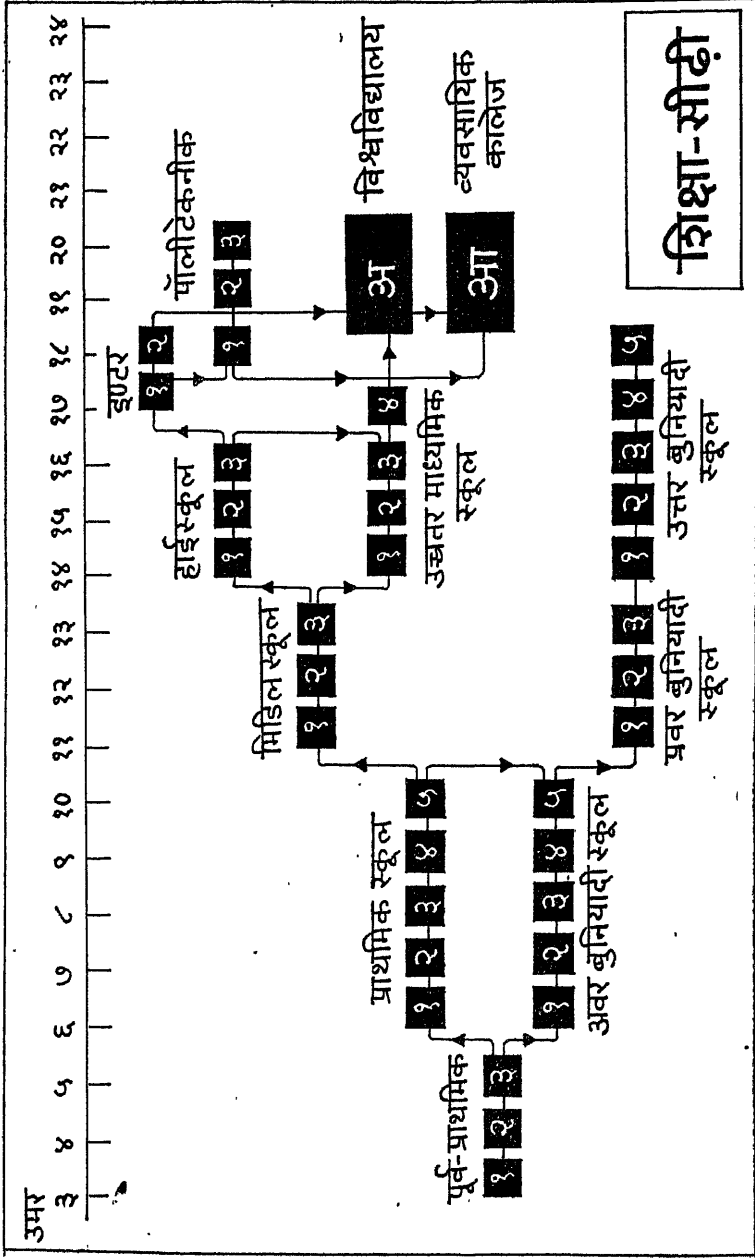 शिक्षा-सीढ़ी
उमर
३ ४ ५ ६ ७ ८ ९ १० ११ १२ १३ १४ १५ १६ १७ १८ १९ २० २१ २२ २३ २४
इण्टर
१ २
पॉलीटेकनीक
१ २ ३
हाईस्कूल
१ २ ३
मिडिल स्कूल
१ २ ३
विश्वविद्यालय
अ
उच्चतर माध्यमिक
स्कूल
१ २ ३ ४
प्राथमिक स्कूल
१ २ ३ ४ ५
व्यवसायिक
कालेज
आ
पूर्व-प्राथमिक
१ २ ३
१ २ ३ ४ ५
अवर बुनियादी स्कूल
१ २ ३
प्रवर बुनियादी
स्कूल
१ २ ३ ४ ५
उत्तर बुनियादी
स्कूल